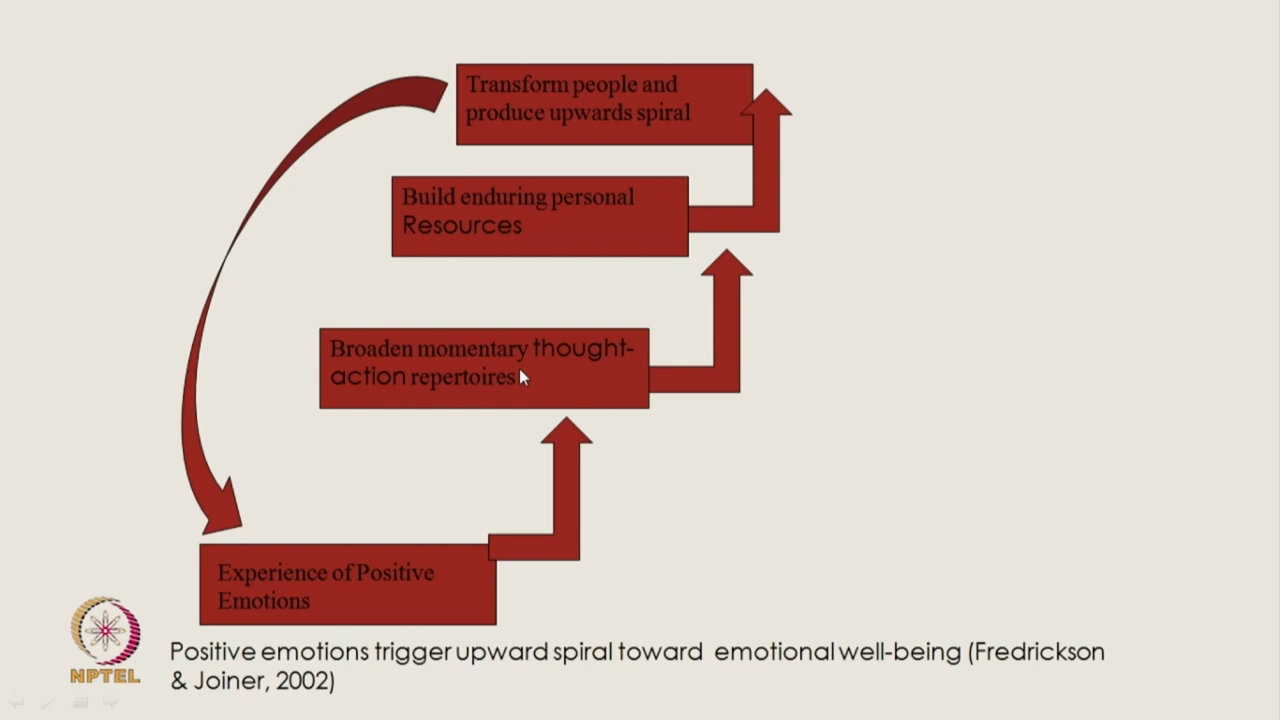 Transform people and
produce upwards spiral
Build enduring personal
Resources
Broaden momentary thought-
action repertoires
Experience of Positive
Emotions
Positive emotions trigger upward spiral toward emotional well-being (Fredrickson
& Joiner, 2002)
NPTEL